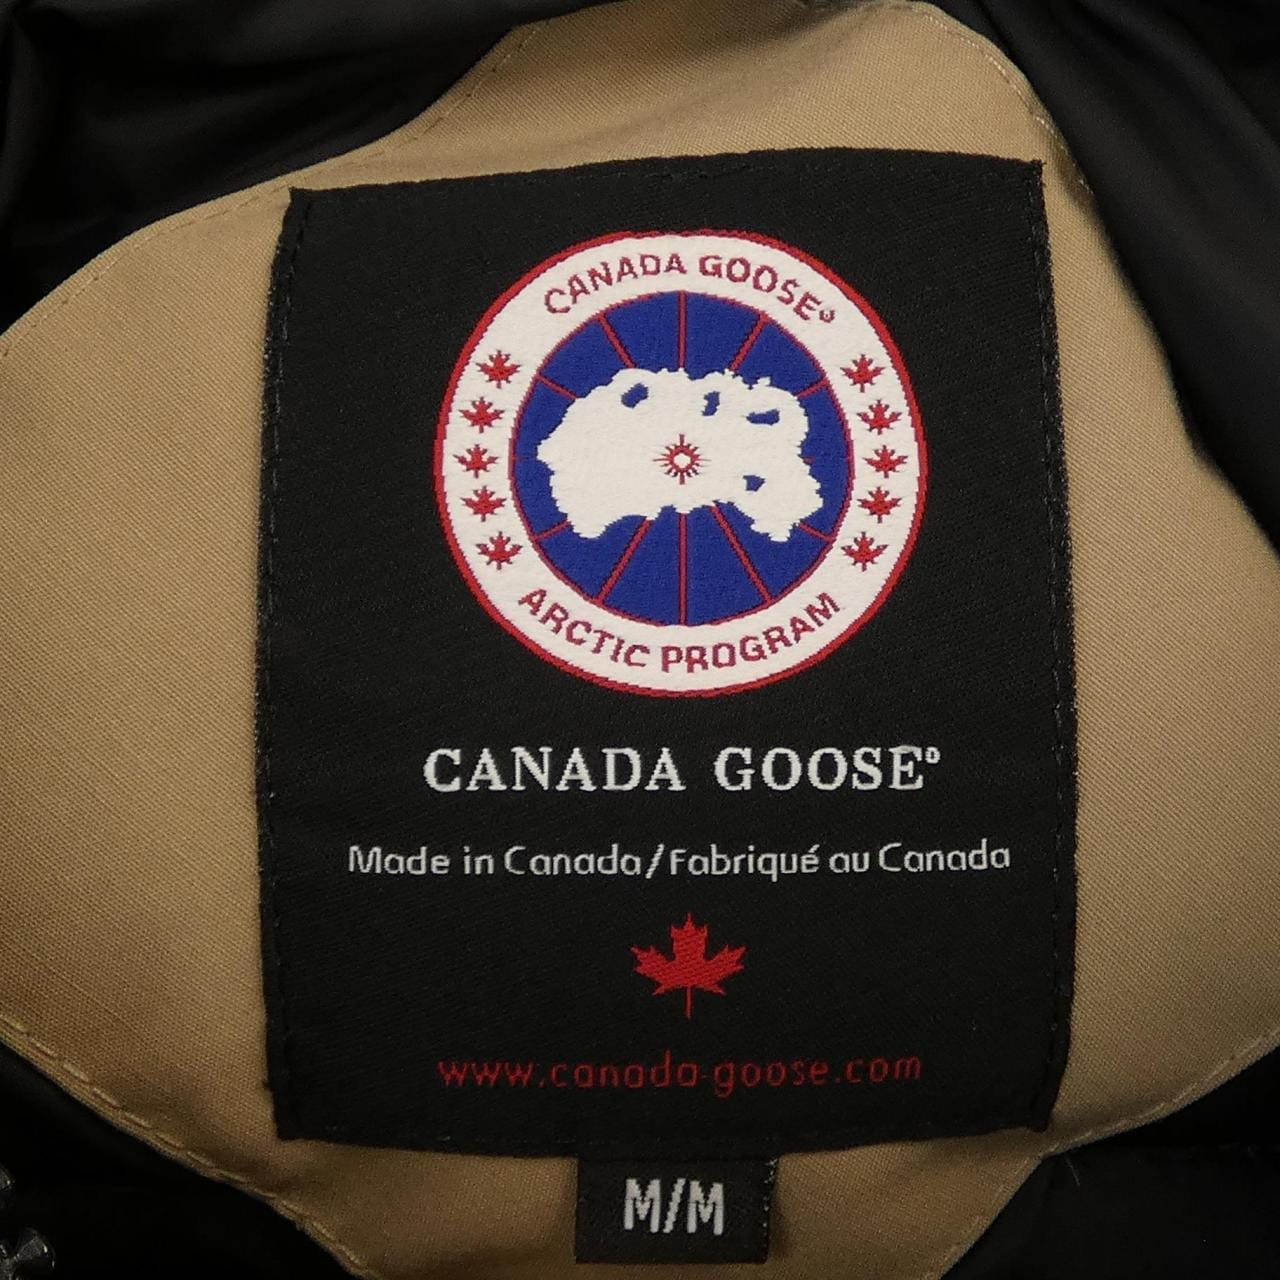 CANADA GOOSE®
ARCTIC PROGRAM
CANADA GOOSE®
Made in Canada/Fabriqué au Canada
www.canada-goose.com
M/M